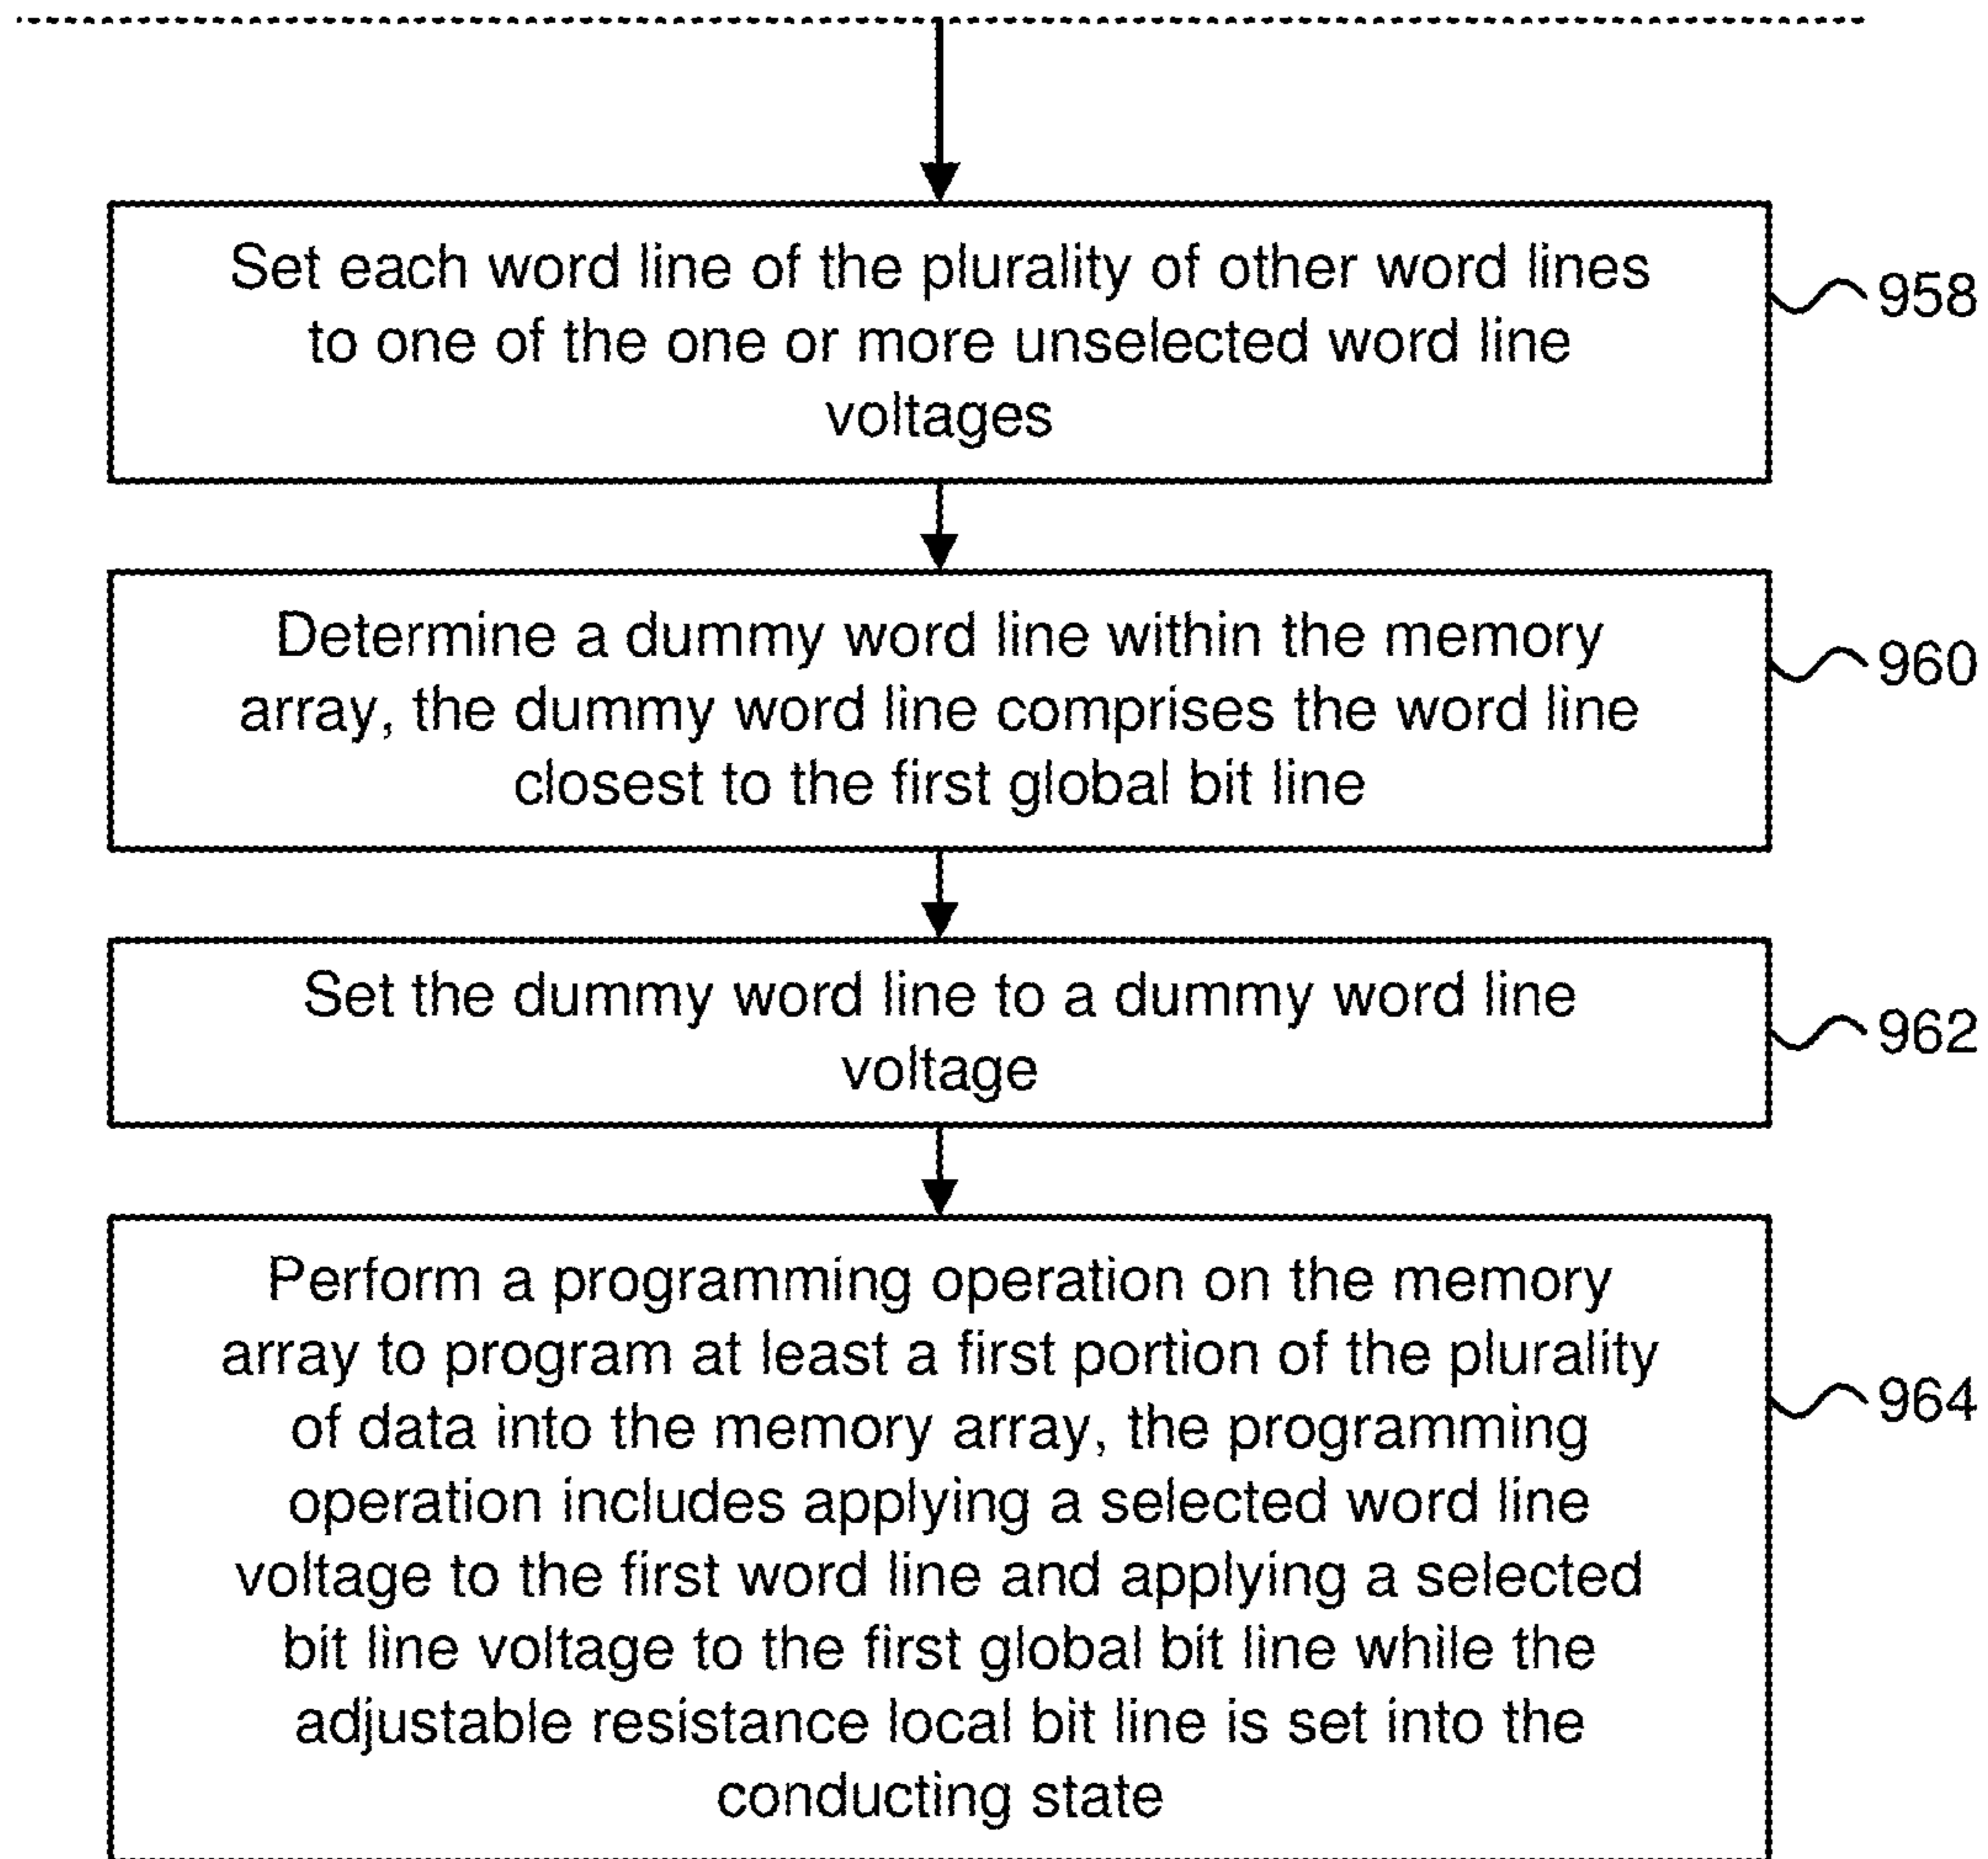 Set each word line of the plurality of other word lines
to one of the one or more unselected word line
voltages
958
Determine a dummy word line within the memory
array, the dummy word line comprises the word line
closest to the first global bit line
960
Set the dummy word line to a dummy word line
voltage
962
Perform a programming operation on the memory
array to program at least a first portion of the plurality
of data into the memory array, the programming
operation includes applying a selected word line
voltage to the first word line and applying a selected
bit line voltage to the first global bit line while the
adjustable resistance local bit line is set into the
conducting state
964